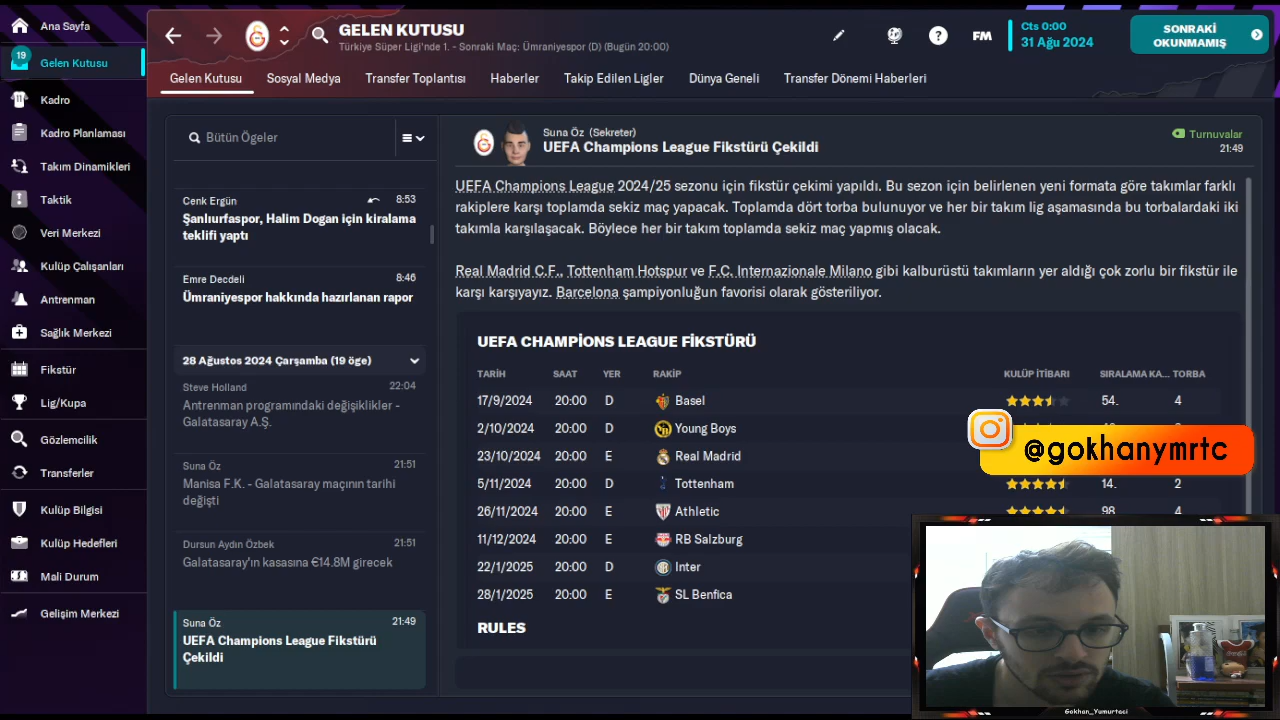 Ana Sayfa
19
Gelen Kutusu
Kadro
Kadro Planlaması
Takım Dinamikleri
Taktik
Veri Merkezi
Kulüp Çalışanları
Antrenman
Sağlık Merkezi
Fikstür
Lig/Kupa
Gözlemcilik
Transferler
Kulüp Bilgisi
Kulüp Hedefleri
Mali Durum
Gelişim Merkezi
GELEN KUTUSU
Türkiye Süper Ligi'nde 1. - Sonraki Maç: Ümraniyespor (D) (Bugün 20:00)
FM
Cts 0:00
31 Ağu 2024
SONRAKİ
OKUNMAMIŞ
Gelen Kutusu Sosyal Medya Transfer Toplantısı Haberler Takip Edilen Ligler Dünya Geneli Transfer Dönemi Haberleri
Bütün Ögeler
Cenk Ergün 8:53
Şanlıurfaspor, Halim Dogan için kiralama
teklifi yaptı
Emre Decdeli 8:46
Ümraniyespor hakkında hazırlanan rapor
28 Ağustos 2024 Çarşamba (19 öge)
Steve Holland 22:04
Antrenman programındaki değişiklikler -
Galatasaray A.Ş.
Suna Öz 21:51
Manisa F.K. - Galatasaray maçının tarihi
değişti
Dursun Aydın Özbek 21:51
Galatasaray'ın kasasına €14.8M girecek
Suna Öz 21:49
UEFA Champions League Fikstürü
Çekildi
Suna Öz (Sekreter)
UEFA Champions League Fikstürü Çekildi
Turnuvalar
21:49
UEFA Champions League 2024/25 sezonu için fikstür çekimi yapıldı. Bu sezon için belirlenen yeni formata göre takımlar farklı
rakiplere karşı toplamda sekiz maç yapacak. Toplamda dört torba bulunuyor ve her bir takım lig aşamasında bu torbalardaki iki
takımla karşılaşacak. Böylece her bir takım toplamda sekiz maç yapmış olacak.
Real Madrid C.F., Tottenham Hotspur ve F.C. Internazionale Milano gibi kalburüstü takımların yer aldığı çok zorlu bir fikstür ile
karşı karşıyayız. Barcelona şampiyonluğun favorisi olarak gösteriliyor.
UEFA CHAMPİONS LEAGUE FİKSTÜRÜ
TARİH SAAT YER RAKİP KULÜP İTİBARI SIRALAMA KA... TORBA
17/9/2024 20:00 D Basel 54. 4
2/10/2024 20:00 D Young Boys
23/10/2024 20:00 E Real Madrid
5/11/2024 20:00 D Tottenham 14. 2
26/11/2024 20:00 E Athletic 98. 4
11/12/2024 20:00 E RB Salzburg
22/1/2025 20:00 D Inter
28/1/2025 20:00 E SL Benfica
RULES
@gokhanymrtc
Gokhan_Yumurtaci